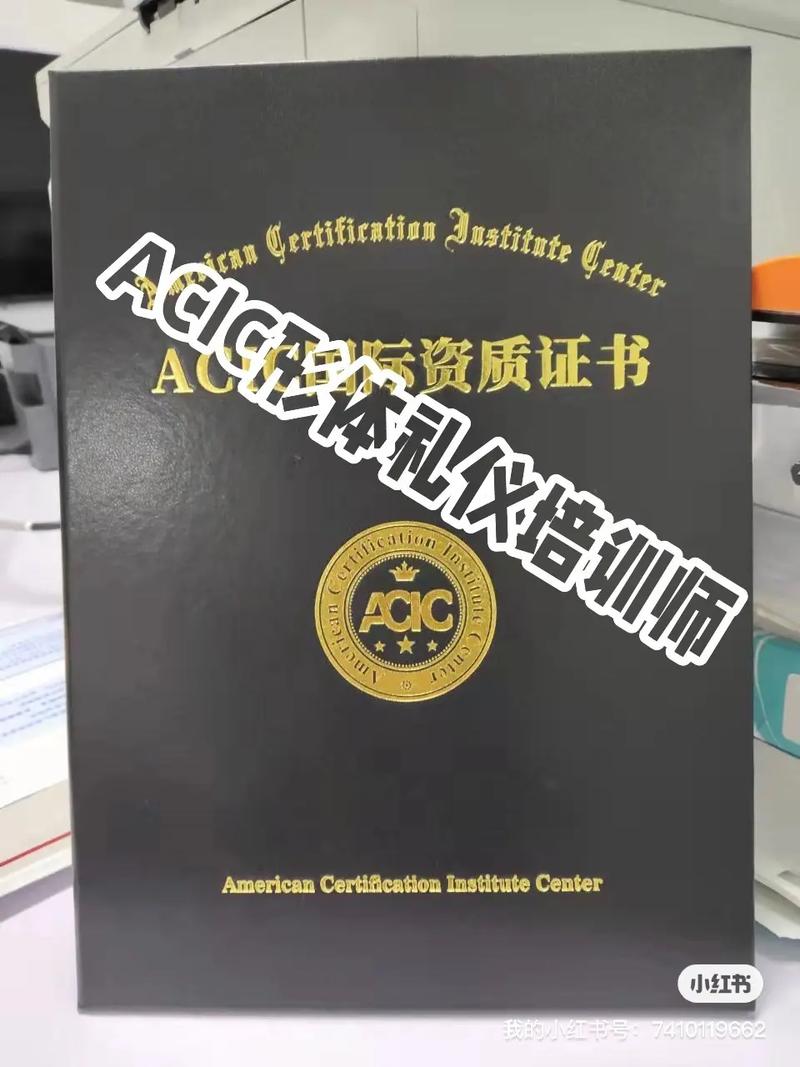 American Certification Institute Center
ACIC国际资质证书
ACIC形体礼仪培训师
American Certification Institute Center
ACIC
American Certification Institute Center
小红书
我的小红书号：7410119662